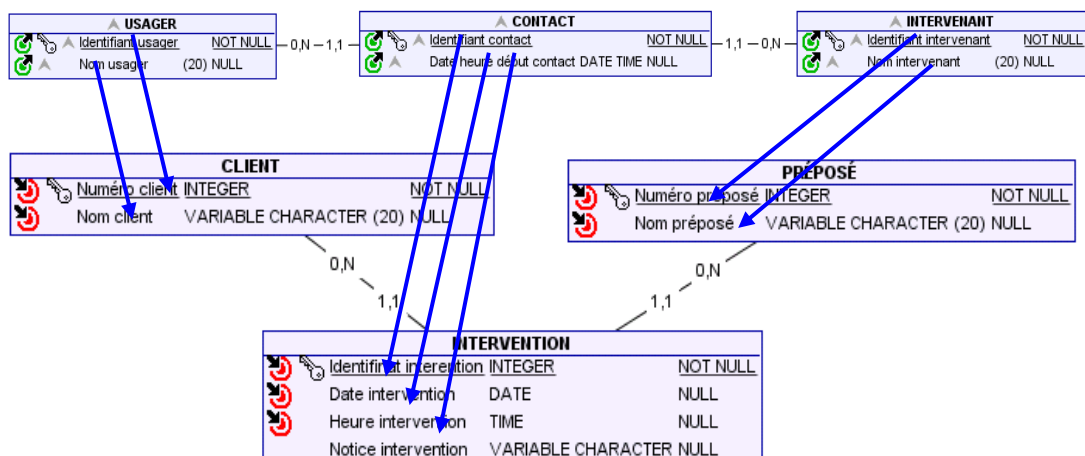 USAGER
Identifiant usager NOT NULL
Nom usager (20) NULL
0,N 1,1
CONTACT
Identifiant contact NOT NULL
Date heure début contact DATE TIME NULL
1,1 0,N
INTERVENANT
Identifiant intervenant NOT NULL
Nom intervenant (20) NULL
CLIENT
Numéro client INTEGER NOT NULL
Nom client VARIABLE CHARACTER (20) NULL
PRÉPOSÉ
Numéro préposé INTEGER NOT NULL
Nom préposé VARIABLE CHARACTER (20) NULL
0,N
1,1
0,N
1,1
INTERVENTION
Identifinat interention INTEGER NOT NULL
Date intervention DATE NULL
Heure intervention TIME NULL
Notice intervention VARIABLE CHARACTER NULL